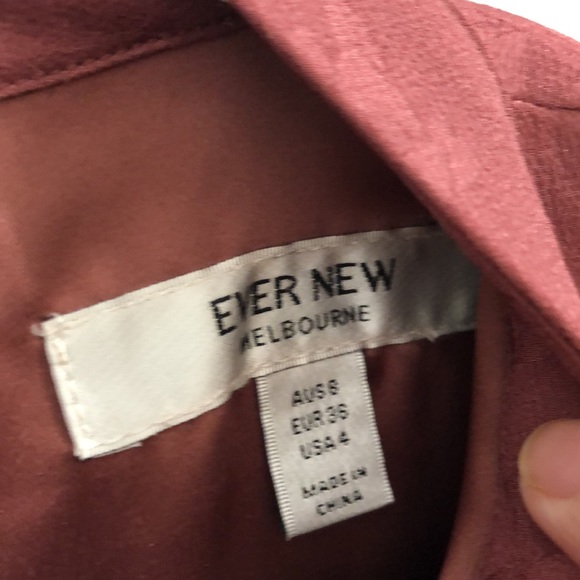 EVER NEW
MELBOURNE
AUS 8
EUR 36
USA 4
MADE IN
CHINA